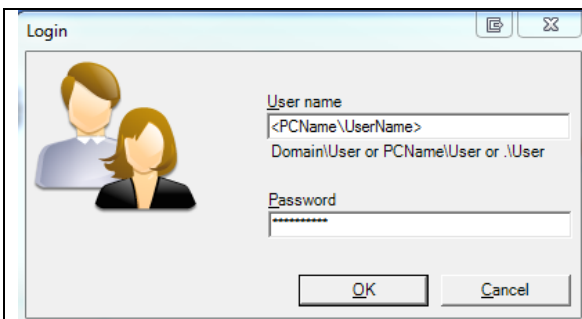 Login
User name
<PCName\UserName>
Domain\User or PCName\User or .\User
Password
**********
OK
Cancel